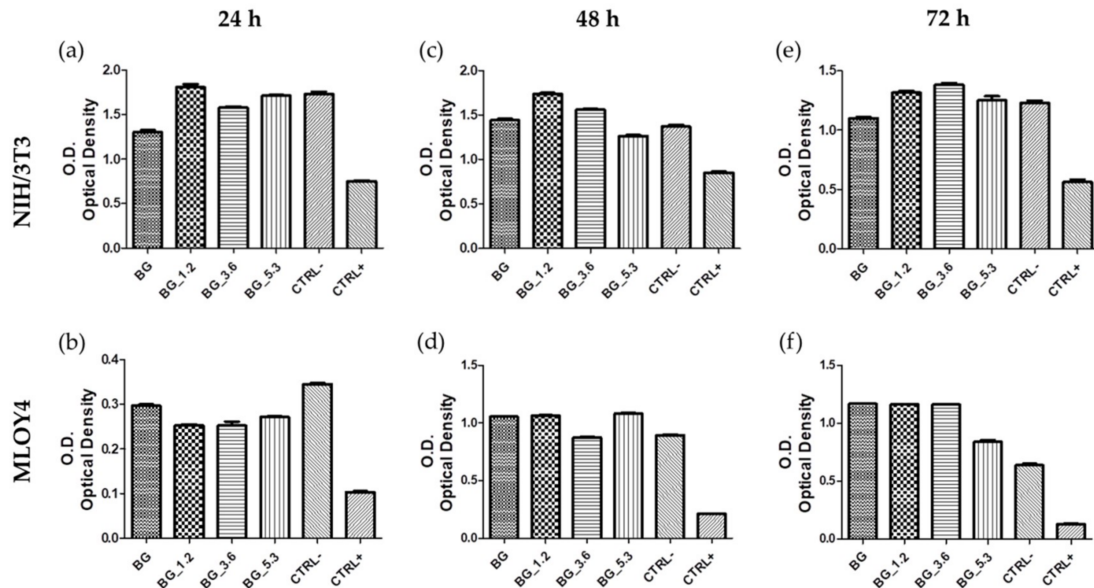 24 h
48 h
72 h
NIH/3T3
(a)
O.D.
Optical Density
2.0
1.5
1.0
0.5
0.0
BG
BG_1.2
BG_3.6
BG_5.3
CTRL-
CTRL+
(c)
O.D.
Optical Density
2.0
1.5
1.0
0.5
0.0
BG
BG_1.2
BG_3.6
BG_5.3
CTRL-
CTRL+
(e)
O.D.
Optical Density
1.5
1.0
0.5
0.0
BG
BG_1.2
BG_3.6
BG_5.3
CTRL-
CTRL+
MLOY4
(b)
O.D.
Optical Density
0.4
0.3
0.2
0.1
0.0
BG
BG_1.2
BG_3.6
BG_5.3
CTRL-
CTRL+
(d)
O.D.
Optical Density
1.5
1.0
0.5
0.0
BG
BG_1.2
BG_3.6
BG_5.3
CTRL-
CTRL+
(f)
O.D.
Optical Density
1.5
1.0
0.5
0.0
BG
BG_1.2
BG_3.6
BG_5.3
CTRL-
CTRL+